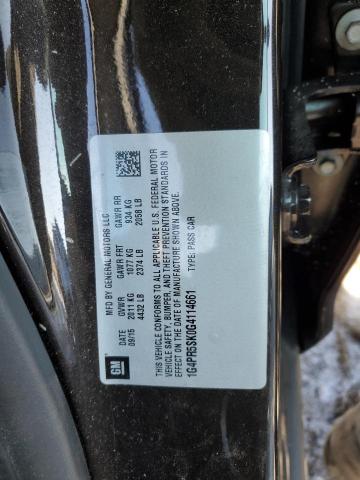 MFD BY GENERAL MOTORS LLC
09/15 GVWR GAWR FRT GAWR RR
2011 KG 1077 KG 934 KG
4432 LB 2374 LB 2058 LB
THIS VEHICLE CONFORMS TO ALL APPLICABLE U.S. FEDERAL MOTOR
VEHICLE SAFETY, BUMPER, AND THEFT PREVENTION STANDARDS IN
EFFECT ON THE DATE OF MANUFACTURE SHOWN ABOVE.
1G4PR5SK0G4114661 TYPE: PASS CAR
GM